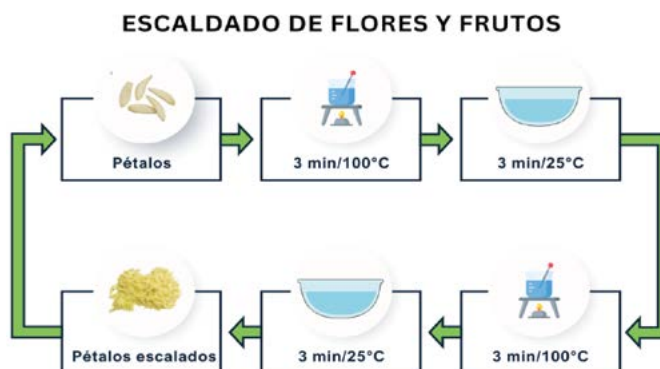 ESCALDADO DE FLORES Y FRUTOS
Pétalos
3 min/100°C
3 min/25°C
Pétalos escalados
3 min/25°C
3 min/100°C